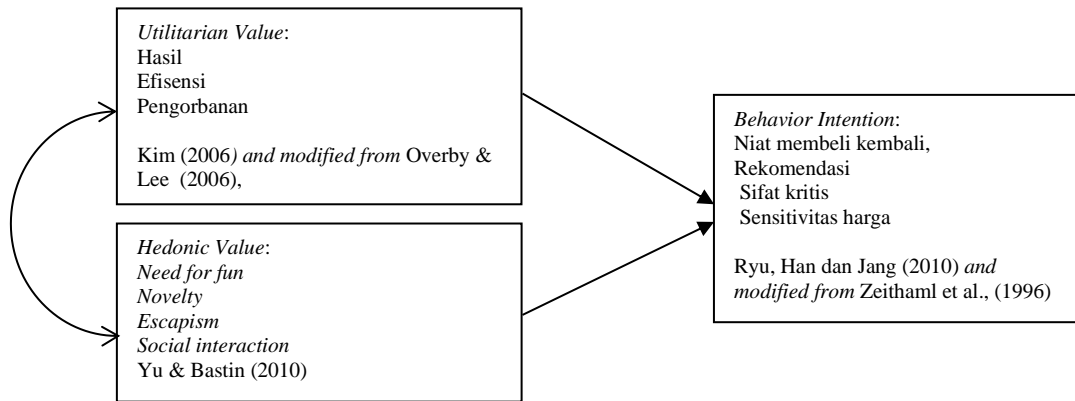 Utilitarian Value:
Hasil
Efisensi
Pengorbanan
Kim (2006) and modified from Overby &
Lee (2006),
Hedonic Value:
Need for fun
Novelty
Escapism
Social interaction
Yu & Bastin (2010)
Behavior Intention:
Niat membeli kembali,
Rekomendasi
Sifat kritis
Sensitivitas harga
Ryu, Han dan Jang (2010) and
modified from Zeithaml et al., (1996)